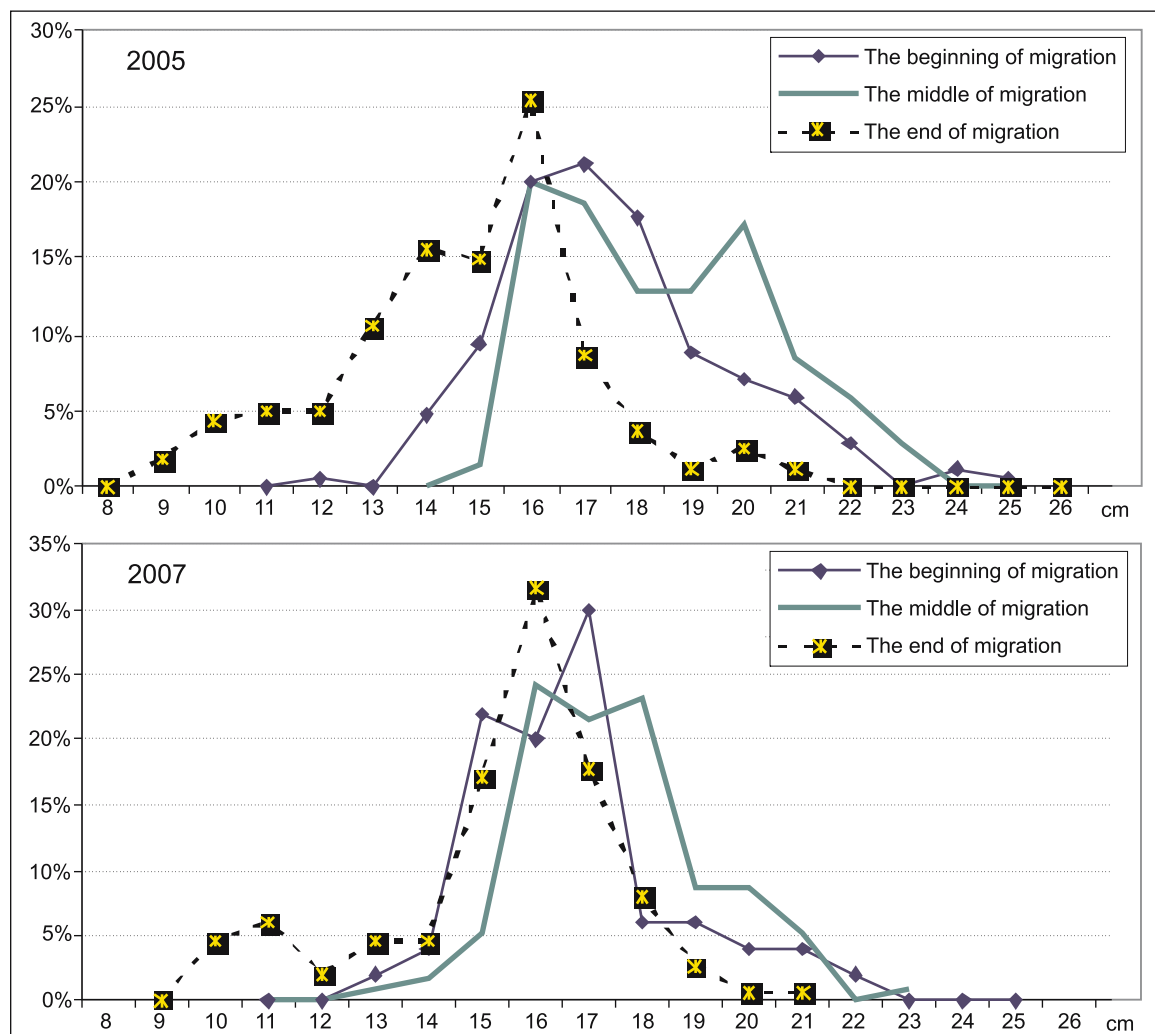 30%
2005
The beginning of migration
25%
The middle of migration
The end of migration
20%
15%
10%
5%
0%
8 9 10 11 12 13 14 15 16 17 18 19 20 21 22 23 24 25 26 cm
35%
2007
The beginning of migration
30%
The middle of migration
The end of migration
25%
20%
15%
10%
5%
0%
8 9 10 11 12 13 14 15 16 17 18 19 20 21 22 23 24 25 26 cm